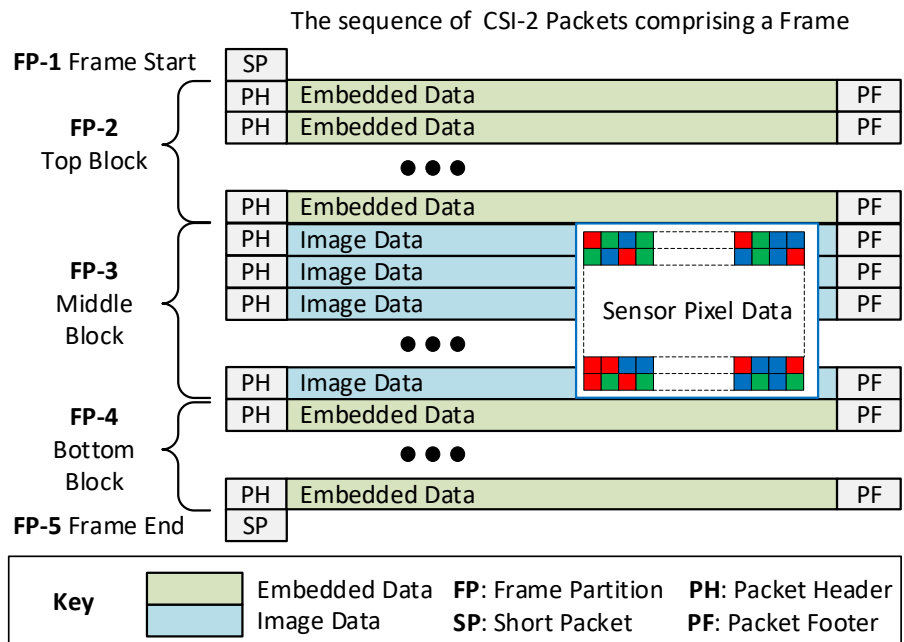 The sequence of CSI-2 Packets comprising a Frame
FP-1 Frame Start SP
PH Embedded Data PF
FP-2 PH Embedded Data PF
Top Block
PH Embedded Data PF
PH Image Data PF
FP-3 PH Image Data PF
Middle PH Image Data Sensor Pixel Data PF
Block
PH Image Data PF
FP-4 PH Embedded Data PF
Bottom
Block PH Embedded Data PF
FP-5 Frame End SP
Key Embedded Data FP: Frame Partition PH: Packet Header
Image Data SP: Short Packet PF: Packet Footer